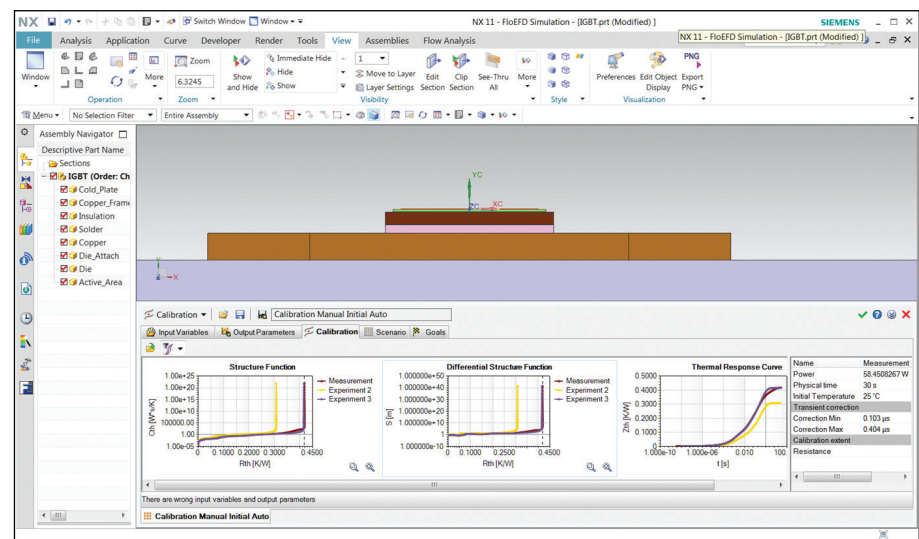 NX Switch Window Window NX 11 - FloEFD Simulation - [IGBT.prt (Modified) ] SIEMENS
NX 11 - FloEFD Simulation - [IGBT.prt (Modified) ]
File Analysis Application Curve Developer Render Tools View Assemblies Flow Analysis
Window More Operation
Zoom 6.3245 Zoom
Show and Hide Immediate Hide Hide Show
1 Move to Layer Layer Settings Edit Section Clip Section See-Thru All More Visibility
Style
Preferences Edit Object Display PNG Export PNG Visualization
Menu No Selection Filter Entire Assembly
Assembly Navigator
Descriptive Part Name
Sections
IGBT (Order: Ch
Cold_Plate
Copper_Frame
Insulation
Solder
Copper
Die_Attach
Die
Active_Area
YC
ZC XC
Y
Z X
Calibration Calibration Manual Initial Auto
Input Variables Output Parameters Calibration Scenario Goals
Structure Function
1.00e+25
1.00e+20
1.00e+15
1.00e+10
100000.00
1.00
1.00e-05
Cth [W*s/K]
0 0.1000 0.2000 0.3000 0.4500
Rth [K/W]
Measurement
Experiment 2
Experiment 3
Differential Structure Function
1.000000e+50
1.000000e+40
1.000000e+30
1.000000e+20
1.000000e+10
1
1.000000e-10
S [m]
0 0.1000 0.2000 0.3000 0.4500
Rth [K/W]
Measurement
Experiment 2
Experiment 3
Thermal Response Curve
0.5000
0.4000
0.3000
0.2000
0.1000
0
Zth [K/W]
1.000e-10 1.000e-06 0.010 100.
t [s]
Name Measurement
Power 58.4508267 W
Physical time 30 s
Initial Temperature 25 °C
Transient correction
Correction Min 0.103 µs
Correction Max 0.404 µs
Calibration extent
Resistance
There are wrong input variables and output parameters
Calibration Manual Initial Auto